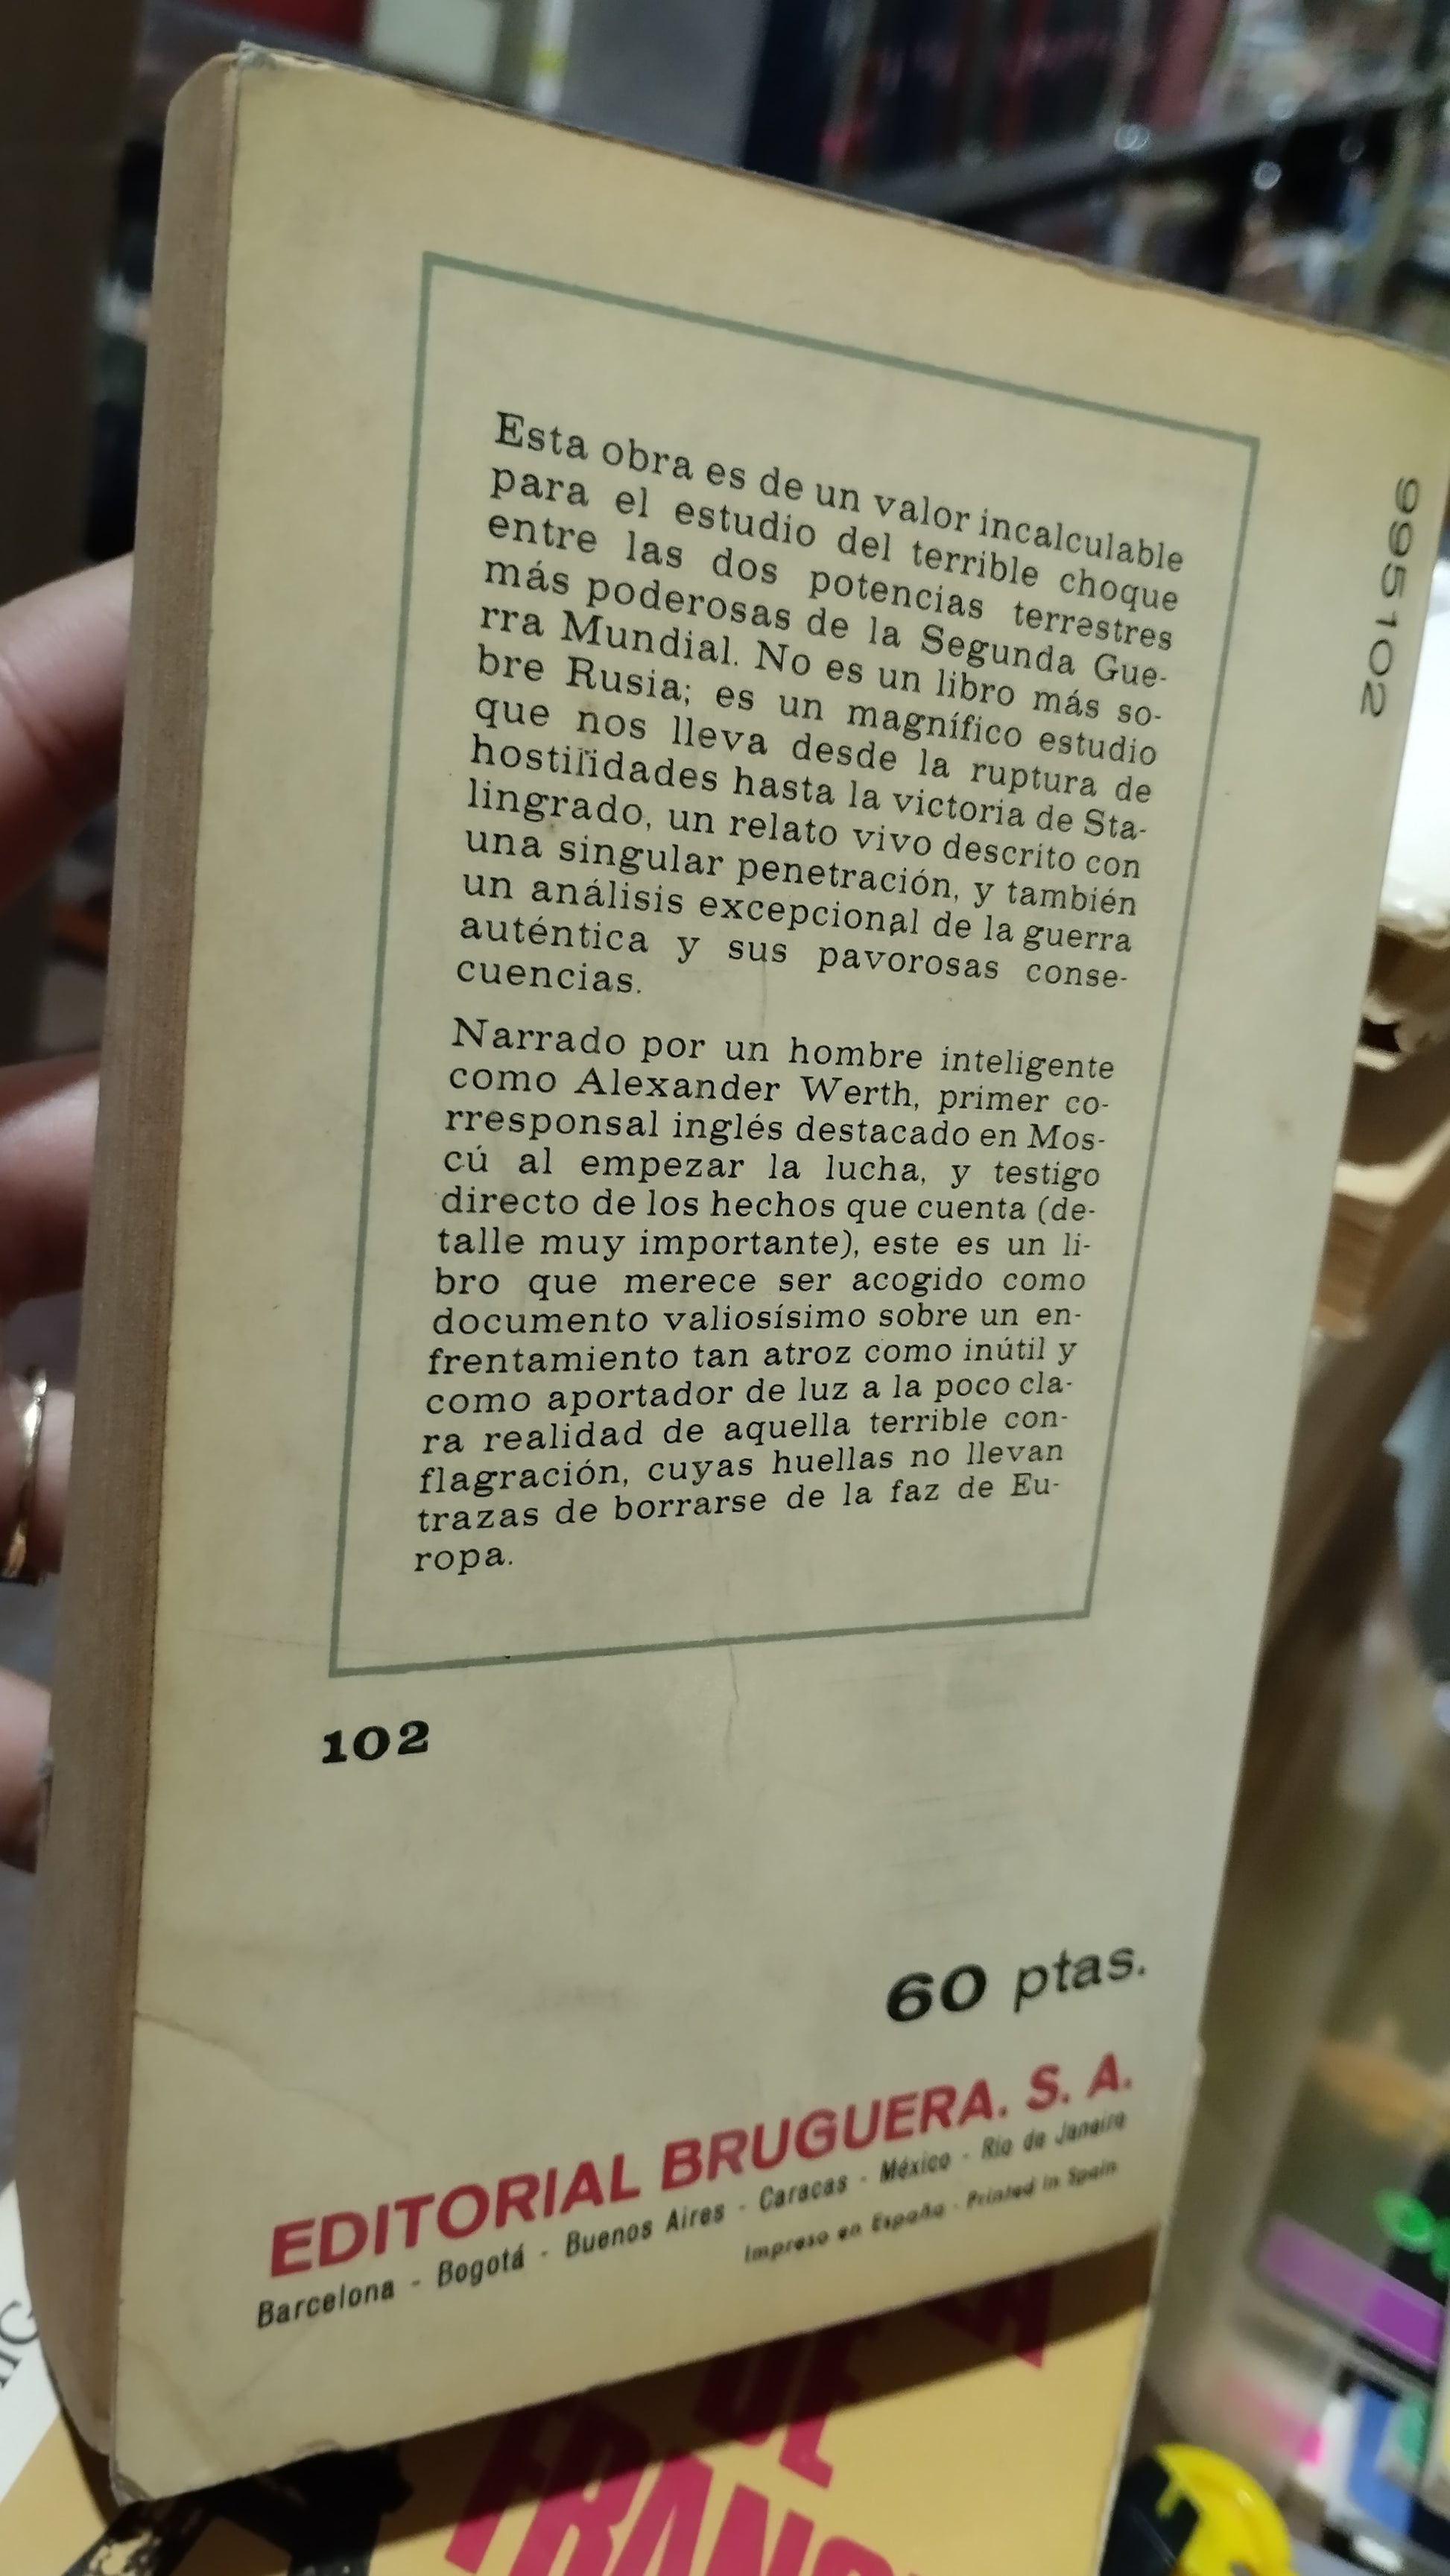 Esta obra es de un valor incalculable
para el estudio del terrible choque
entre las dos potencias terrestres
más poderosas de la Segunda Gue-
rra Mundial. No es un libro más so-
bre Rusia; es un magnífico estudio
que nos lleva desde la ruptura de
hostilidades hasta la victoria de Sta-
lingrado, un relato vivo descrito con
una singular penetración, y también
un análisis excepcional de la guerra
auténtica y sus pavorosas conse-
cuencias.
Narrado por un hombre inteligente
como Alexander Werth, primer co-
rresponsal inglés destacado en Mos-
cú al empezar la lucha, y testigo
directo de los hechos que cuenta (de-
talle muy importante), este es un li-
bro que merece ser acogido como
documento valiosísimo sobre un en-
frentamiento tan atroz como inútil y
como aportador de luz a la poco cla-
ra realidad de aquella terrible con-
flagración, cuyas huellas no llevan
trazas de borrarse de la faz de Eu-
ropa.
995102
102
60 ptas.
EDITORIAL BRUGUERA. S. A.
Barcelona - Bogotá - Buenos Aires - Caracas - México - Rio de Janeiro
Impreso en España - Printed in Spain
DE